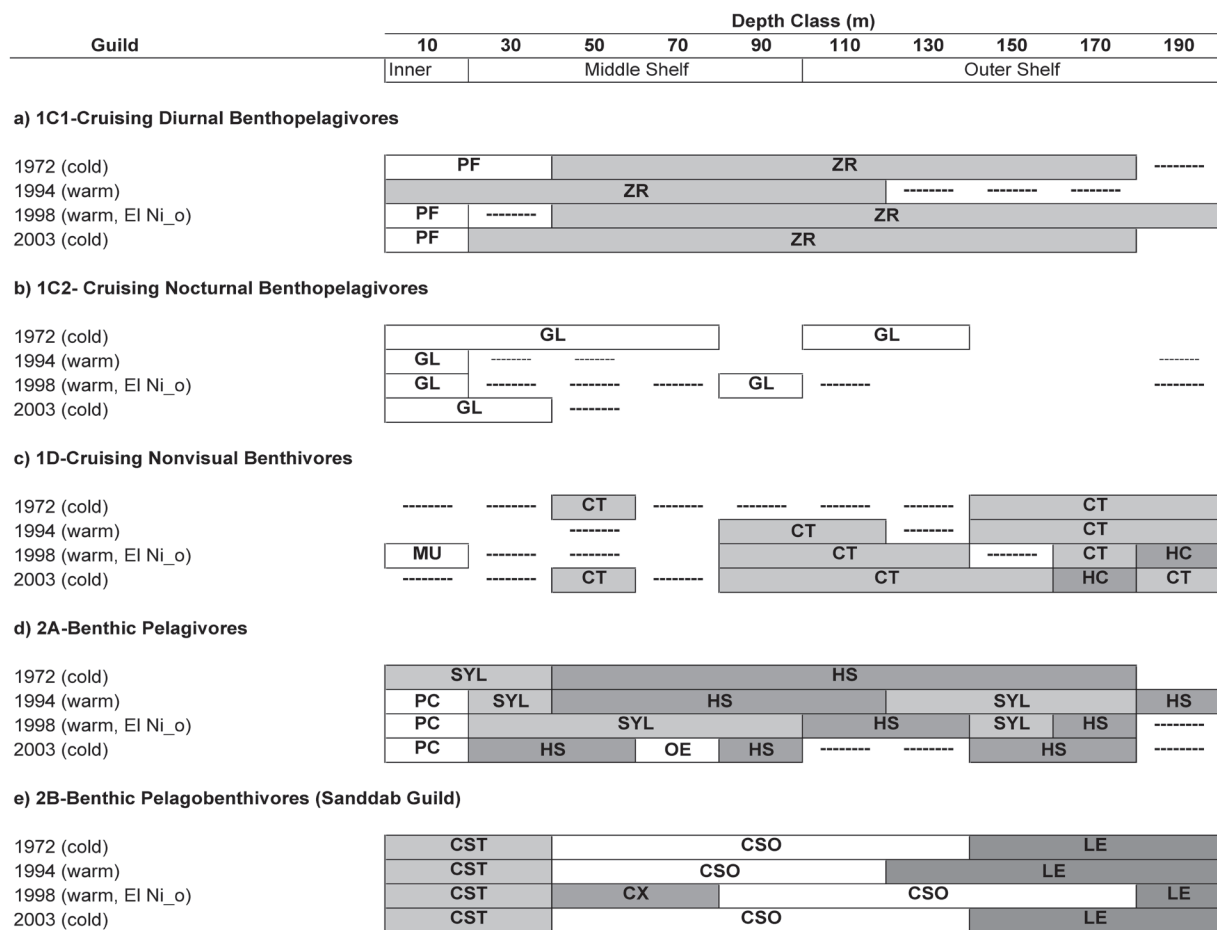 Depth Class (m)
Guild 10 30 50 70 90 110 130 150 170 190
Inner Middle Shelf Outer Shelf
a) 1C1-Cruising Diurnal Benthopelagivores
1972 (cold) PF ZR --------
1994 (warm) ZR -------- -------- --------
1998 (warm, El Ni_o) PF -------- ZR
2003 (cold) PF ZR
b) 1C2- Cruising Nocturnal Benthopelagivores
1972 (cold) GL GL
1994 (warm) GL -------- -------- --------
1998 (warm, El Ni_o) GL -------- -------- -------- GL -------- --------
2003 (cold) GL --------
c) 1D-Cruising Nonvisual Benthivores
1972 (cold) -------- -------- CT -------- -------- -------- -------- CT
1994 (warm) -------- CT -------- CT
1998 (warm, El Ni_o) MU -------- -------- CT -------- CT HC
2003 (cold) -------- -------- CT -------- CT HC CT
d) 2A-Benthic Pelagivores
1972 (cold) SYL HS
1994 (warm) PC SYL HS SYL HS
1998 (warm, El Ni_o) PC SYL HS SYL HS --------
2003 (cold) PC HS OE HS -------- -------- HS --------
e) 2B-Benthic Pelagobenthivores (Sanddab Guild)
1972 (cold) CST CSO LE
1994 (warm) CST CSO LE
1998 (warm, El Ni_o) CST CX CSO LE
2003 (cold) CST CSO LE